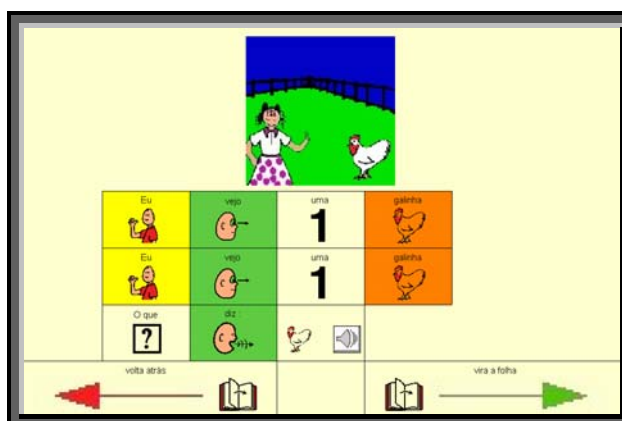 Eu vejo uma galinha
1
Eu vejo uma galinha
1
O que diz :
?
volta atrás vira a folha